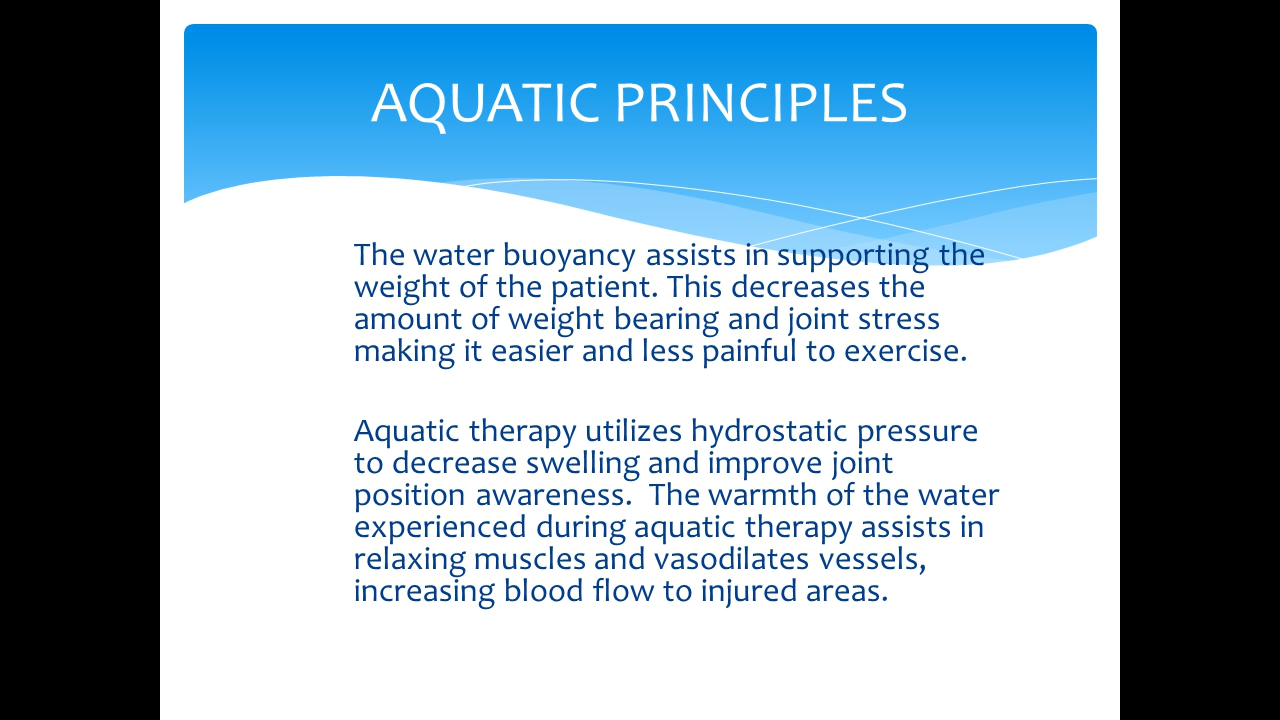 AQUATIC PRINCIPLES
The water buoyancy assists in supporting the
weight of the patient. This decreases the
amount of weight bearing and joint stress
making it easier and less painful to exercise.
Aquatic therapy utilizes hydrostatic pressure
to decrease swelling and improve joint
position awareness.  The warmth of the water
experienced during aquatic therapy assists in
relaxing muscles and vasodilates vessels,
increasing blood flow to injured areas.